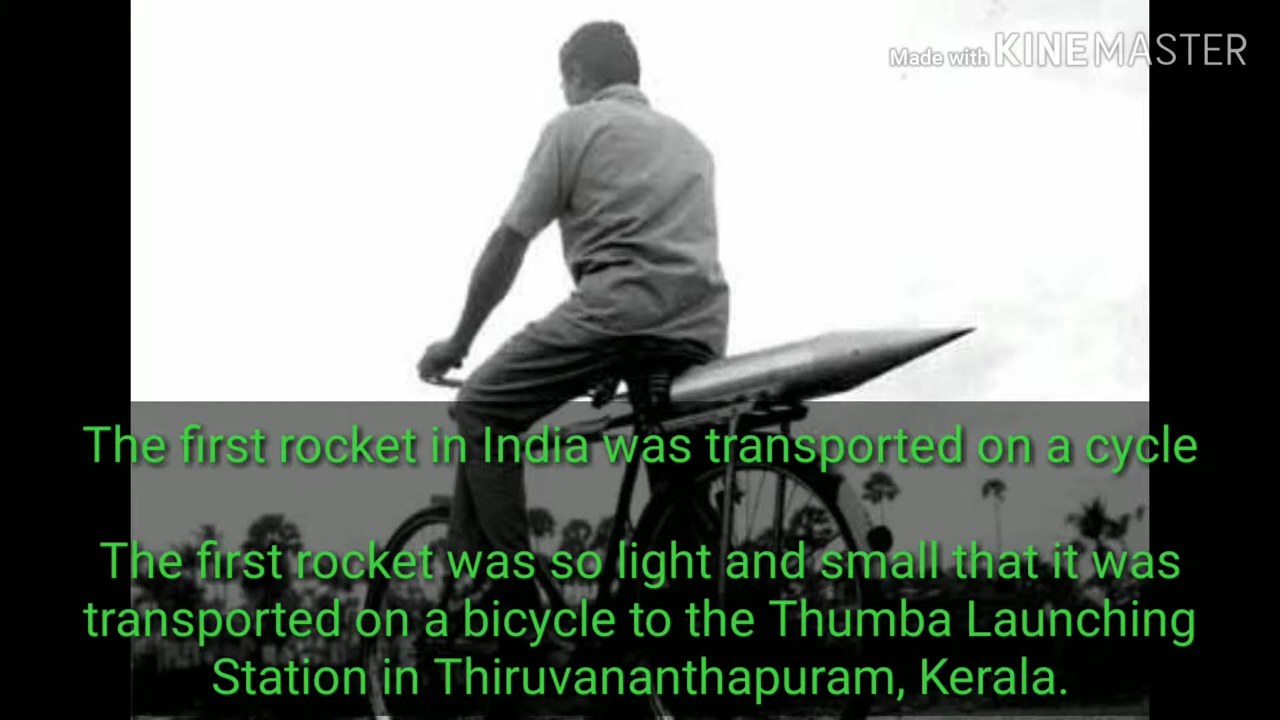 Made with KINEMASTER
The first rocket in India was transported on a cycle
The first rocket was so light and small that it was
transported on a bicycle to the Thumba Launching
Station in Thiruvananthapuram, Kerala.